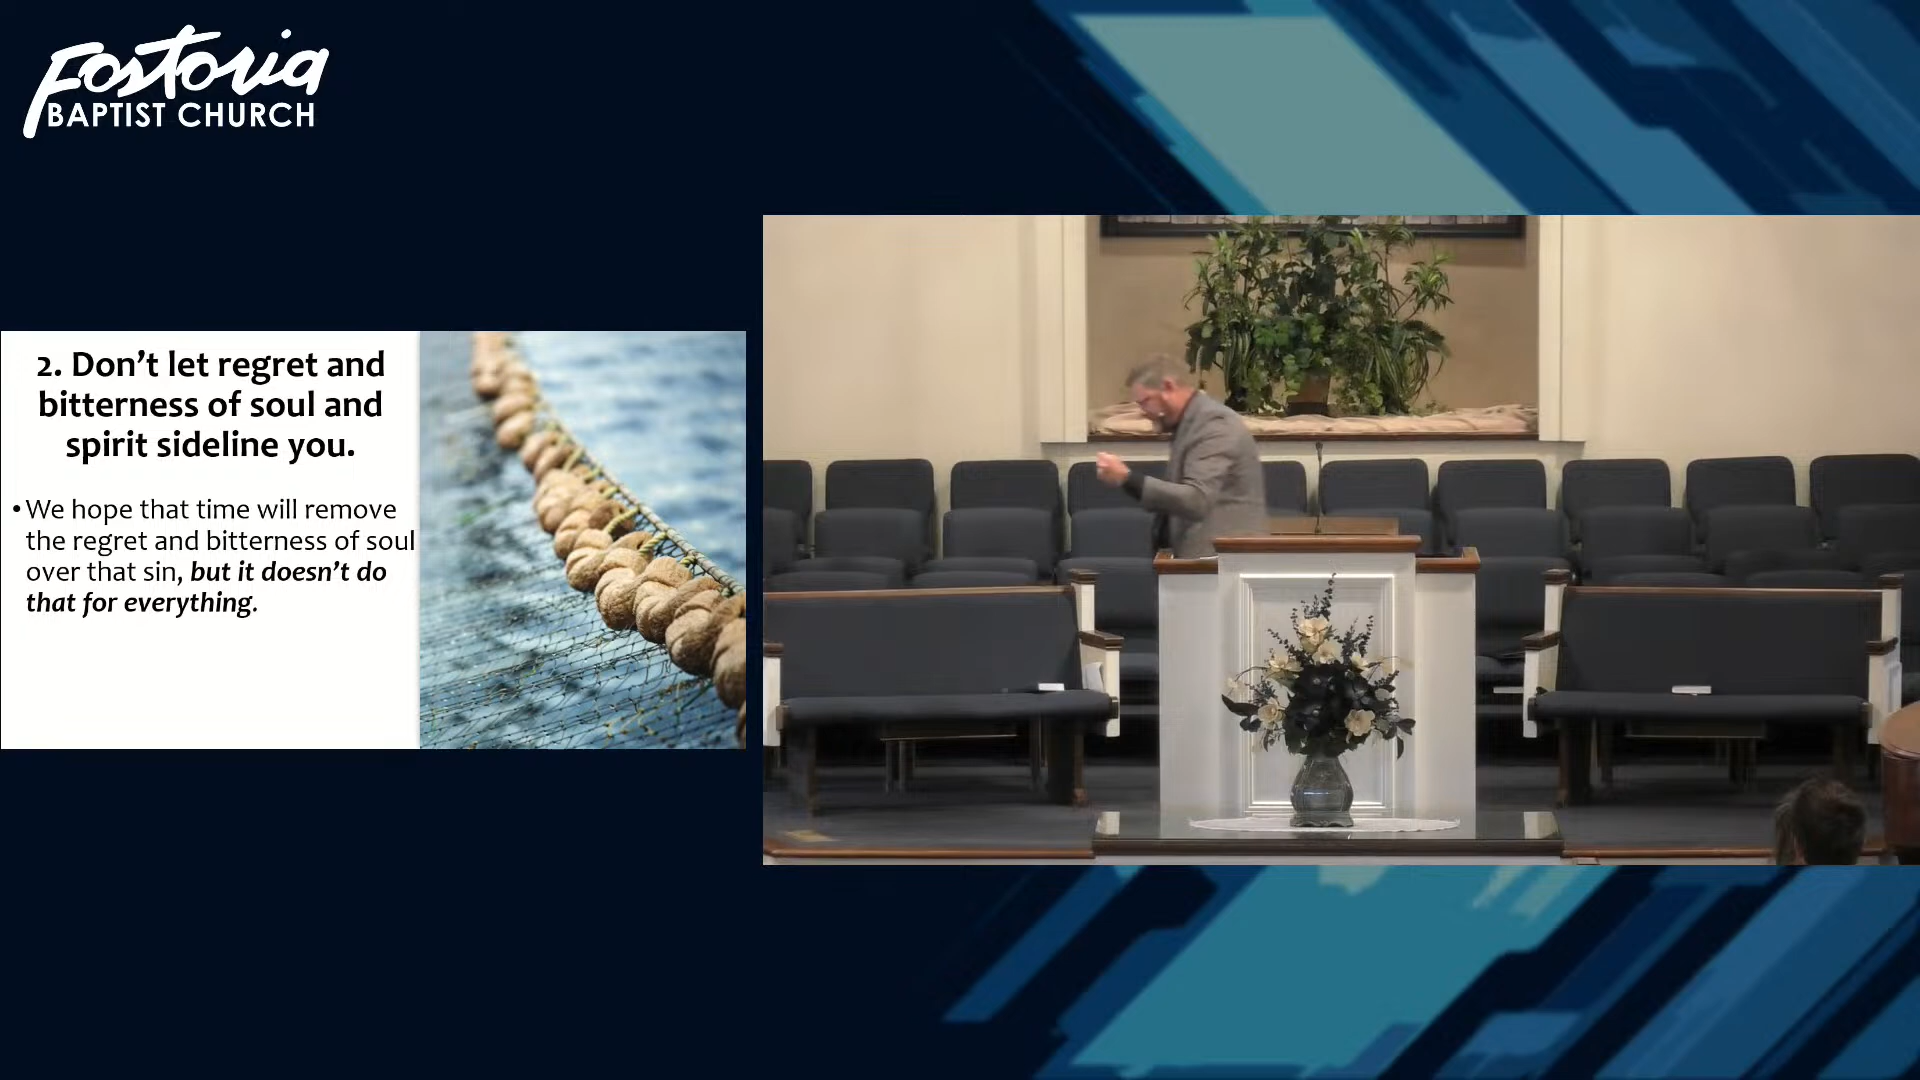 Fostoria
BAPTIST CHURCH
2. Don't let regret and
bitterness of soul and
spirit sideline you.
• We hope that time will remove
the regret and bitterness of soul
over that sin, but it doesn't do
that for everything.